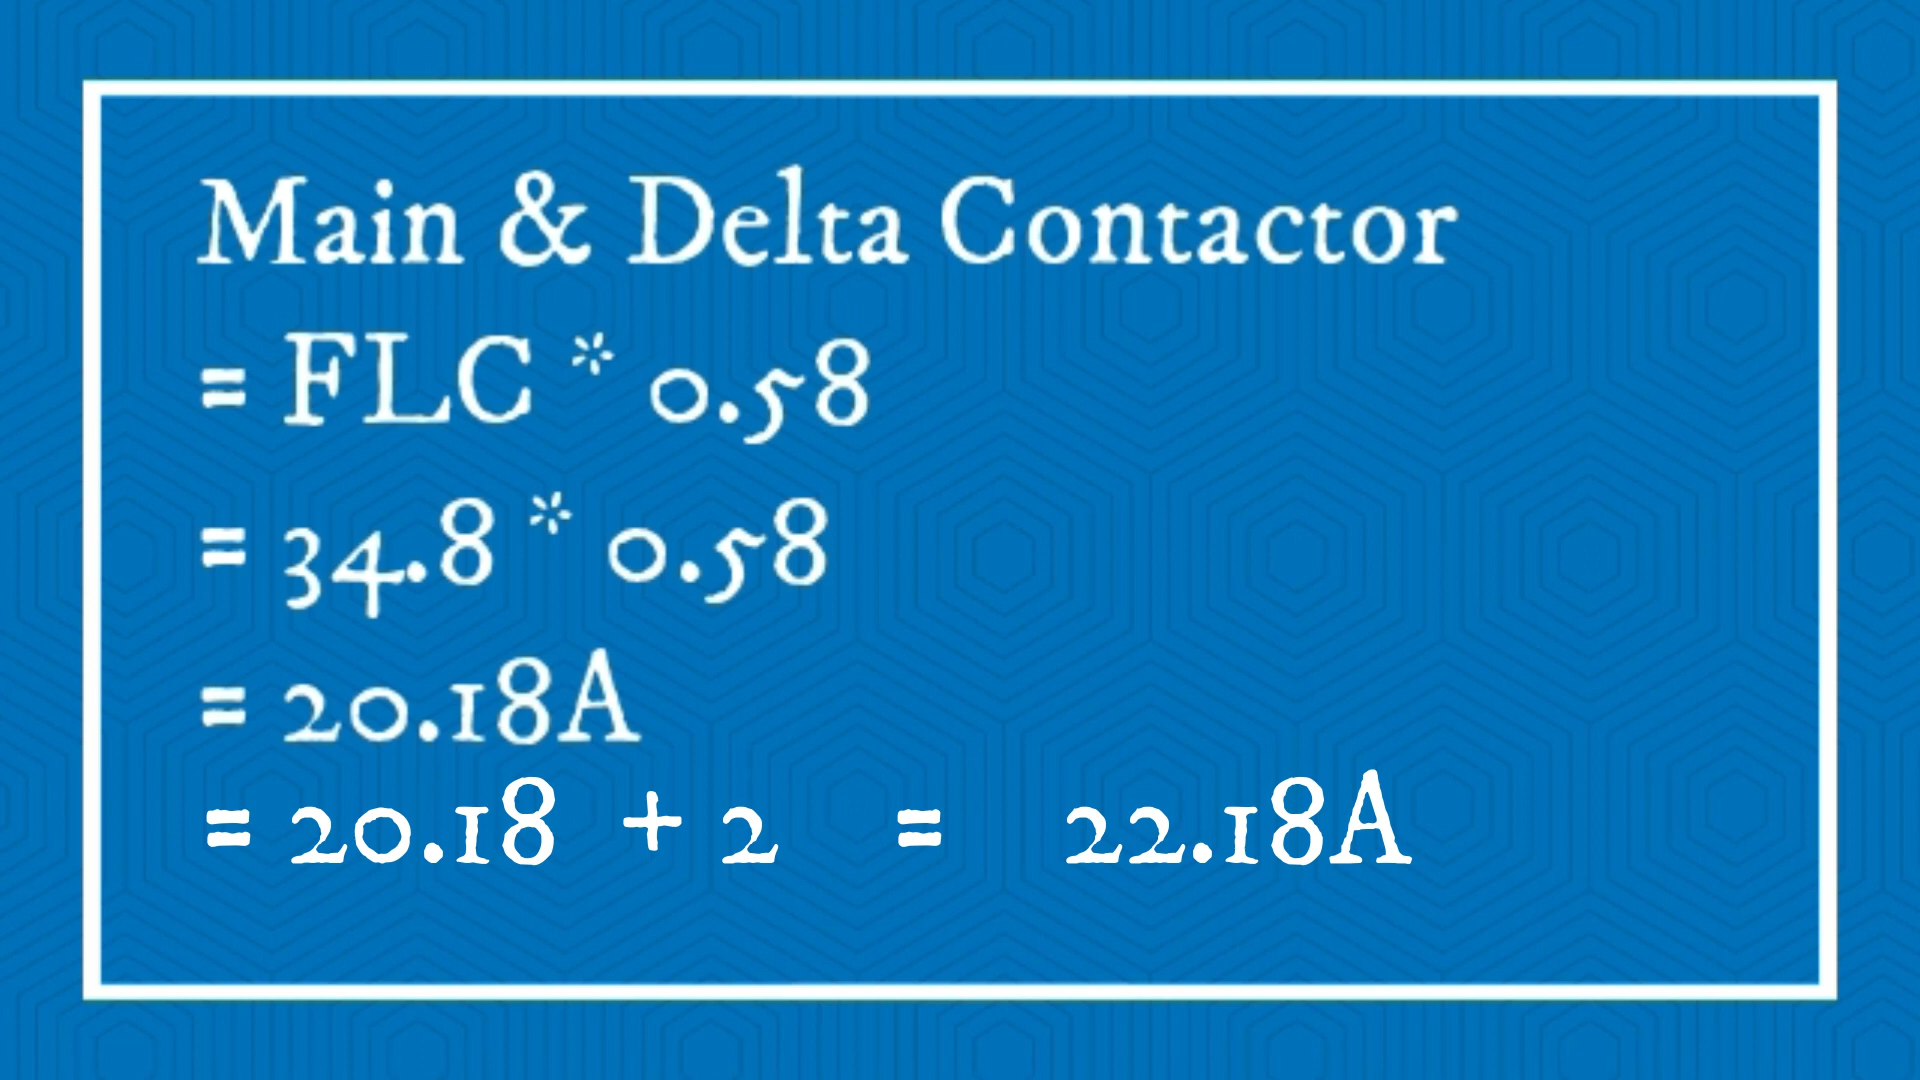 Main & Delta Contactor
= FLC * 0.58
= 34.8 * 0.58
= 20.18A
= 20.18 + 2 = 22.18A